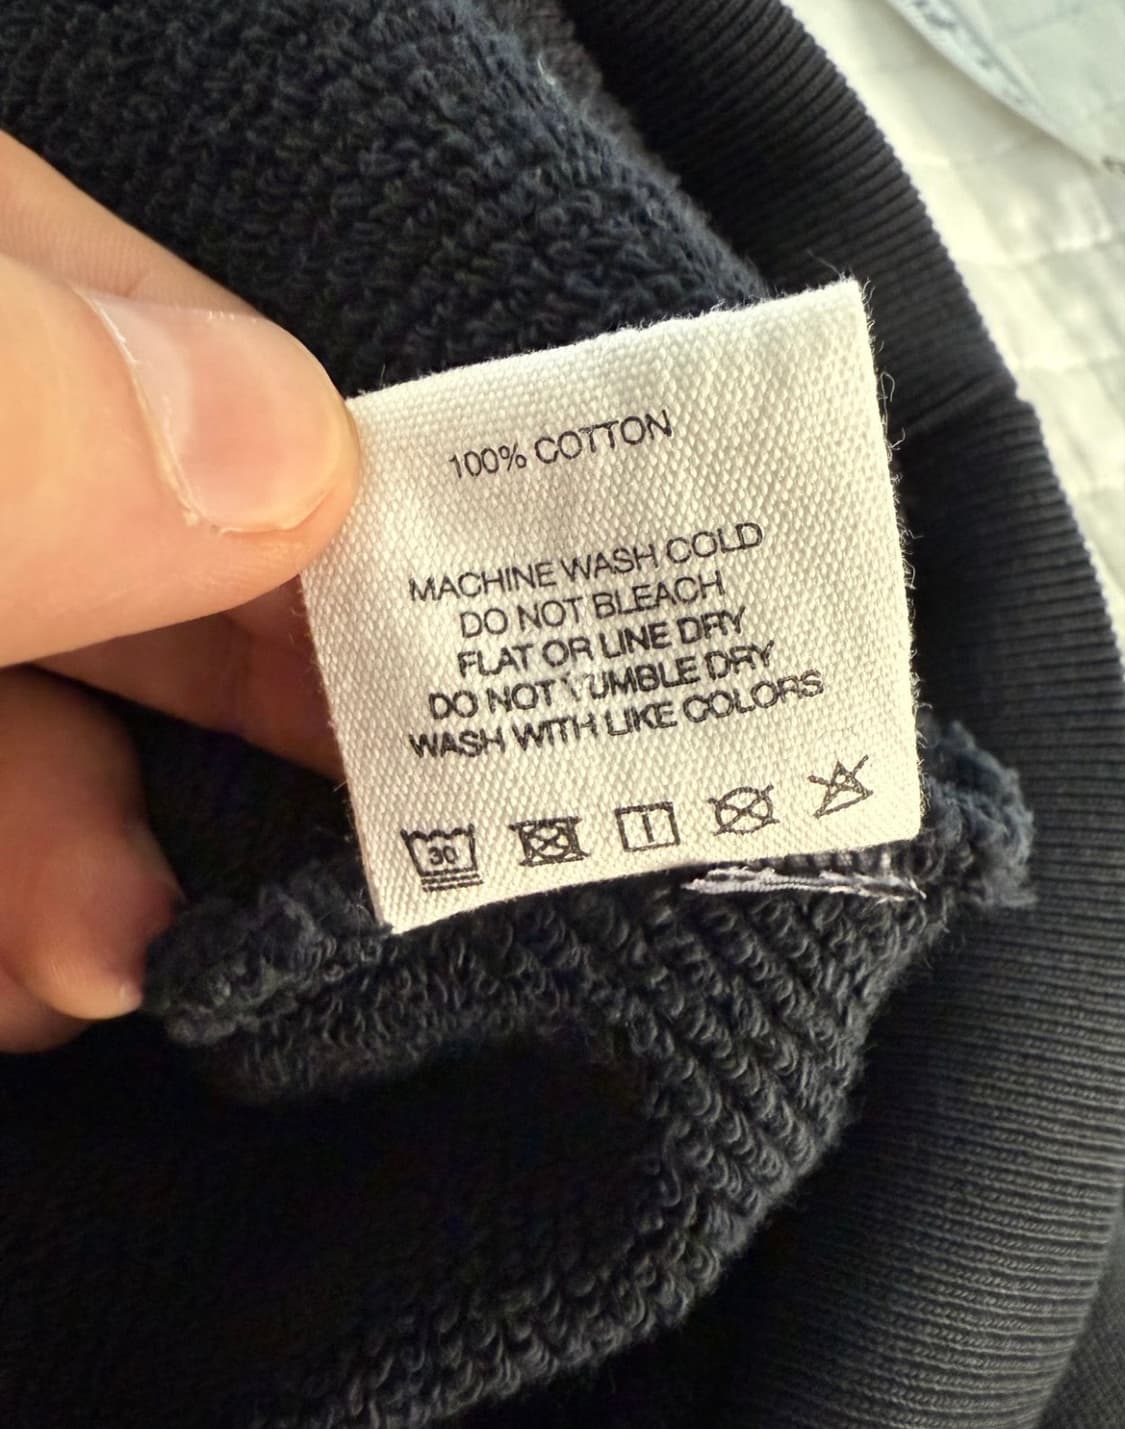 100% COTTON
MACHINE WASH COLD
DO NOT BLEACH
FLAT OR LINE DRY
DO NOT TUMBLE DRY
WASH WITH LIKE COLORS
30